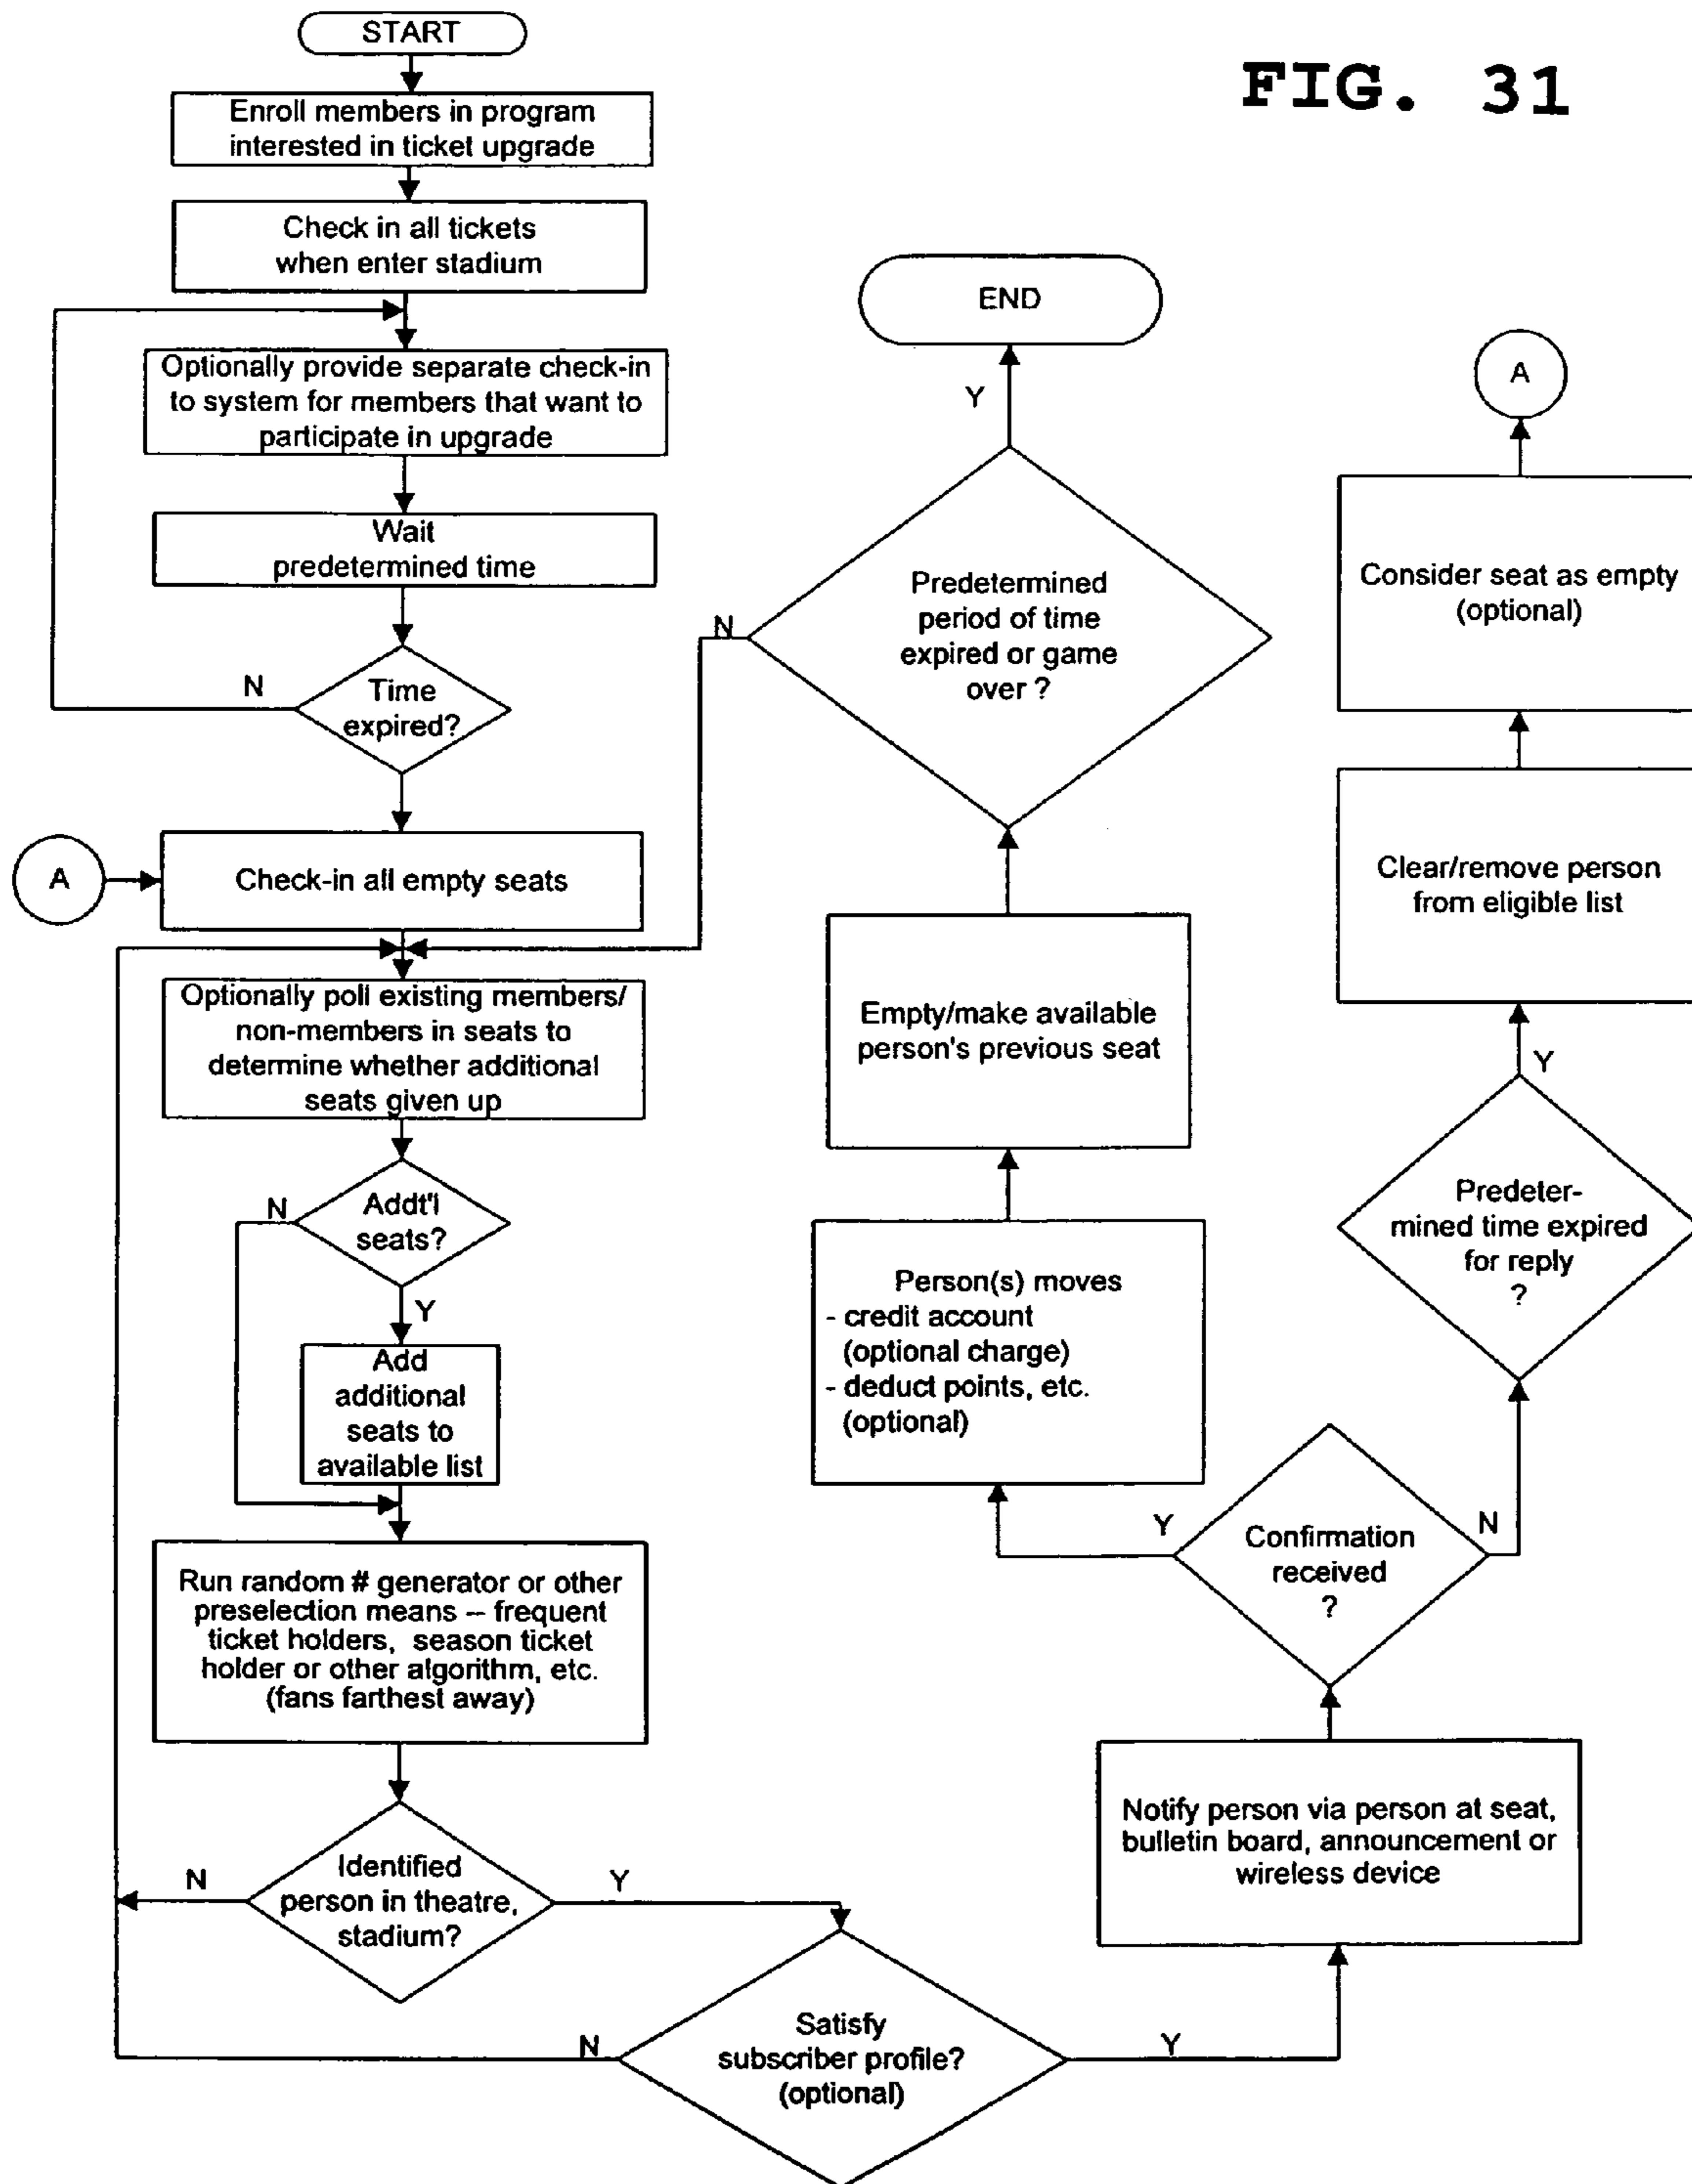 FIG. 31
START
Enroll members in program
interested in ticket upgrade
Check in all tickets
when enter stadium
Optionally provide separate check-in
to system for members that want to
participate in upgrade
Wait
predetermined time
N
Time
expired?
A
Check-in all empty seats
Optionally poll existing members/
non-members in seats to
determine whether additional
seats given up
N
Addt'l
seats?
Y
Add
additional
seats to
available list
Run random # generator or other
preselection means – frequent
ticket holders, season ticket
holder or other algorithm, etc.
(fans farthest away)
N
Identified
person in theatre,
stadium?
Y
N
Satisfy
subscriber profile?
(optional)
Y
Notify person via person at seat,
bulletin board, announcement or
wireless device
Y
Confirmation
received
?
N
Person(s) moves
- credit account
(optional charge)
- deduct points, etc.
(optional)
Empty/make available
person's previous seat
N
Predetermined
period of time
expired or game
over ?
Y
END
Predeter-
mined time expired
for reply
?
Y
Clear/remove person
from eligible list
Consider seat as empty
(optional)
A